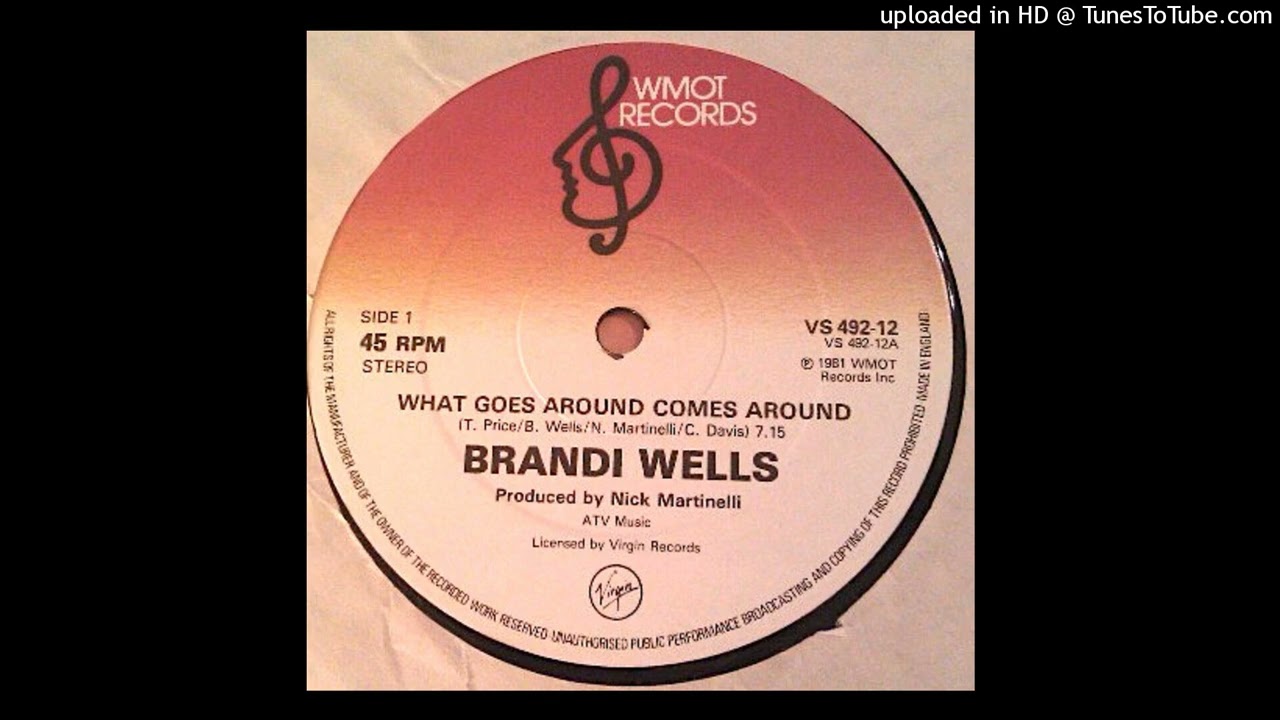 uploaded in HD @ TunesToTube.com
WMOT
RECORDS
SIDE 1
45 RPM
STEREO
VS 492-12
VS 492-12A
℗ 1981 WMOT
Records Inc
WHAT GOES AROUND COMES AROUND
(T. Price/B. Wells/N. Martinelli/C. Davis) 7.15
BRANDI WELLS
Produced by Nick Martinelli
ATV Music
Licensed by Virgin Records
Virgin
ALL RIGHTS OF THE MANUFACTURER AND OF THE OWNER OF THE RECORDED WORK RESERVED UNAUTHORISED PUBLIC PERFORMANCE BROADCASTING AND COPYING OF THIS RECORD PROHIBITED MADE IN ENGLAND